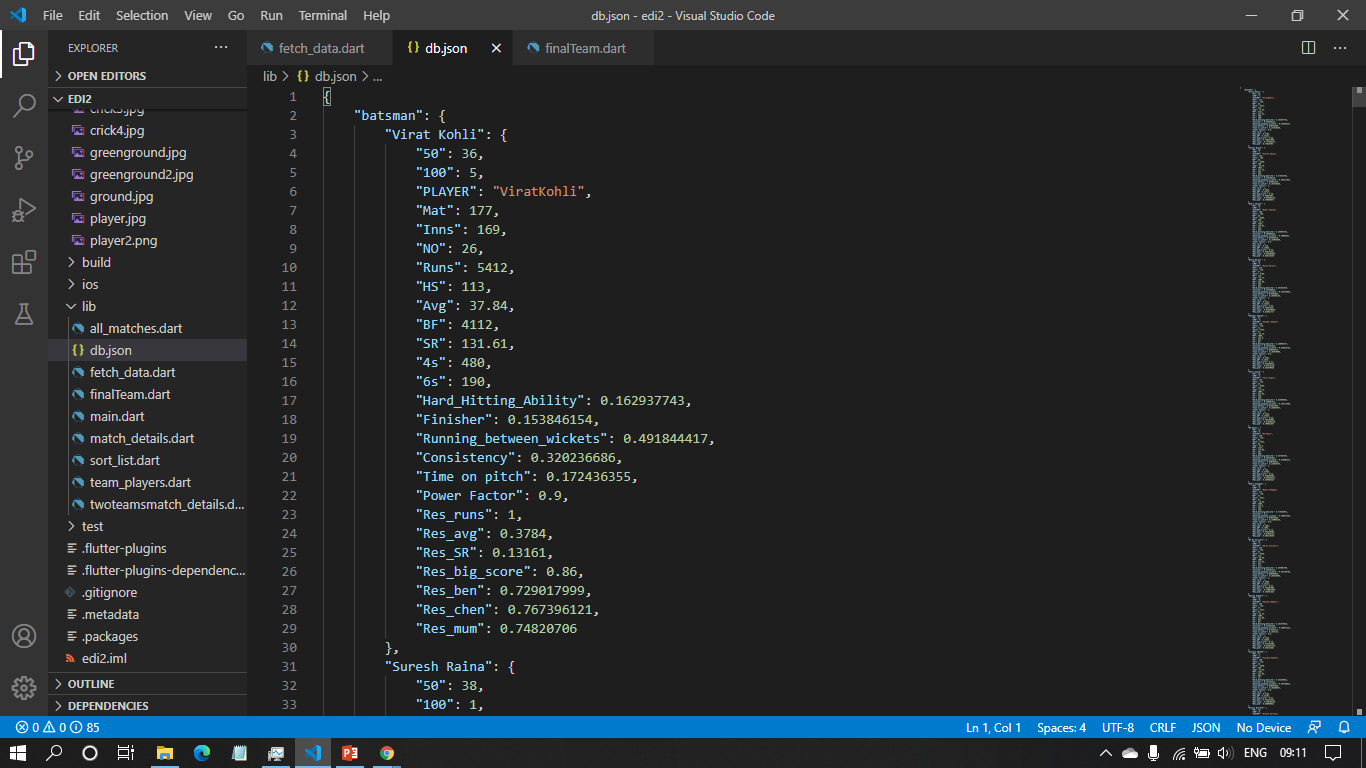 File Edit Selection View Go Run Terminal Help db.json - edi2 - Visual Studio Code
EXPLORER
OPEN EDITORS
EDI2
crick3.jpg
crick4.jpg
greenground.jpg
greenground2.jpg
ground.jpg
player.jpg
player2.png
build
ios
lib
all_matches.dart
db.json
fetch_data.dart
finalTeam.dart
main.dart
match_details.dart
sort_list.dart
team_players.dart
twoteamsmatch_details.d...
test
.flutter-plugins
.flutter-plugins-dependenc...
.gitignore
.metadata
.packages
edi2.iml
OUTLINE
DEPENDENCIES
fetch_data.dart {} db.json finalTeam.dart
lib > {} db.json > ...
1 {
2 "batsman": {
3 "Virat Kohli": {
4 "50": 36,
5 "100": 5,
6 "PLAYER": "ViratKohli",
7 "Mat": 177,
8 "Inns": 169,
9 "NO": 26,
10 "Runs": 5412,
11 "HS": 113,
12 "Avg": 37.84,
13 "BF": 4112,
14 "SR": 131.61,
15 "4s": 480,
16 "6s": 190,
17 "Hard_Hitting_Ability": 0.162937743,
18 "Finisher": 0.153846154,
19 "Running_between_wickets": 0.491844417,
20 "Consistency": 0.320236686,
21 "Time on pitch": 0.172436355,
22 "Power Factor": 0.9,
23 "Res_runs": 1,
24 "Res_avg": 0.3784,
25 "Res_SR": 0.13161,
26 "Res_big_score": 0.86,
27 "Res_ben": 0.729017999,
28 "Res_chen": 0.767396121,
29 "Res_mum": 0.74820706
30 },
31 "Suresh Raina": {
32 "50": 38,
33 "100": 1,
0 0 85 Ln 1, Col 1 Spaces: 4 UTF-8 CRLF JSON No Device
ENG 09:11